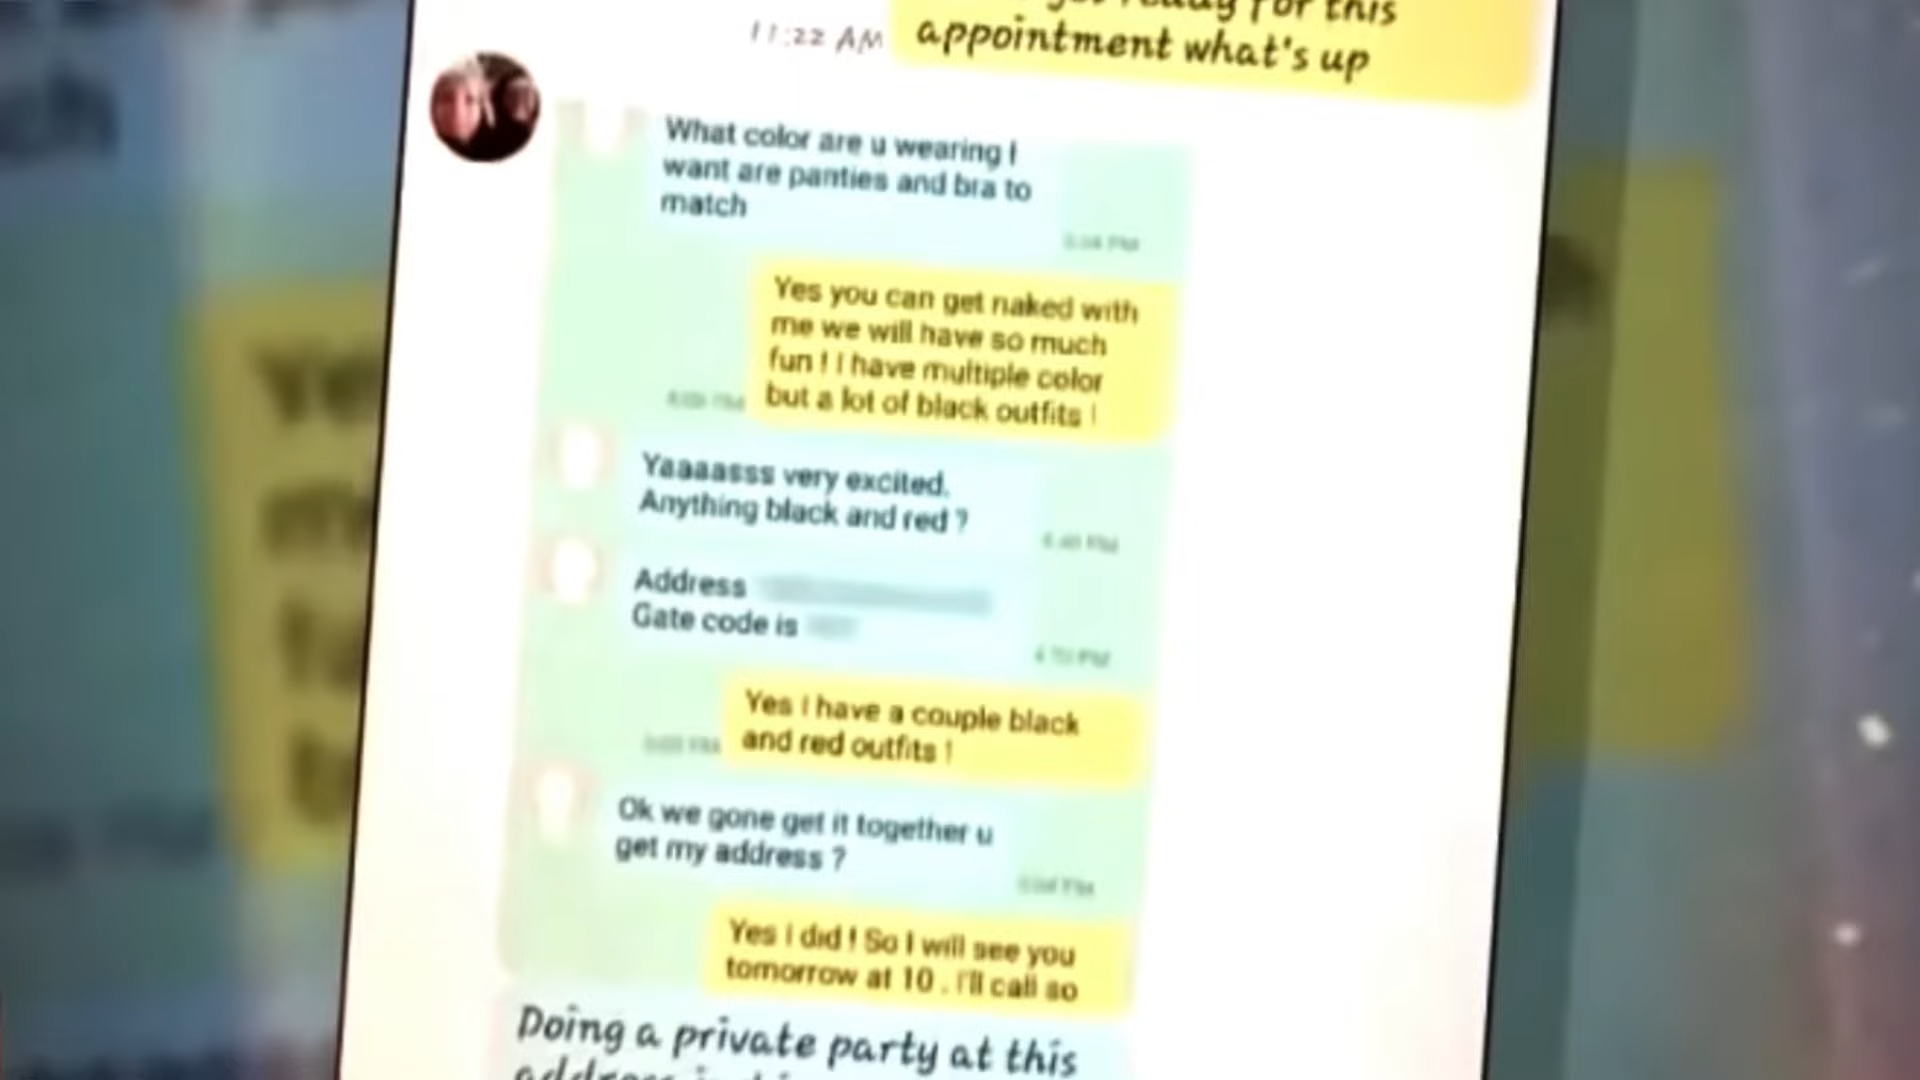 ready for this
11:22 AM
appointment what's up
What color are u wearing I
want are panties and bra to
match
Yes you can get naked with
me we will have so much
fun ! I have multiple color
but a lot of black outfits !
Yaaaasss very excited.
Anything black and red ?
Address
Gate code is
Yes i have a couple black
and red outfits !
Ok we gone get it together u
get my address ?
Yes i did ! So I will see you
tomorrow at 10 . I'll call so
Doing a private party at this